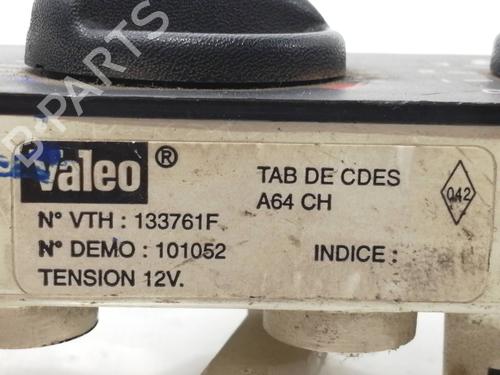 Valeo ®
TAB DE CDES
A64 CH
042
N° VTH : 133761F
N° DEMO : 101052
INDICE :
TENSION 12V.
B-PARTS